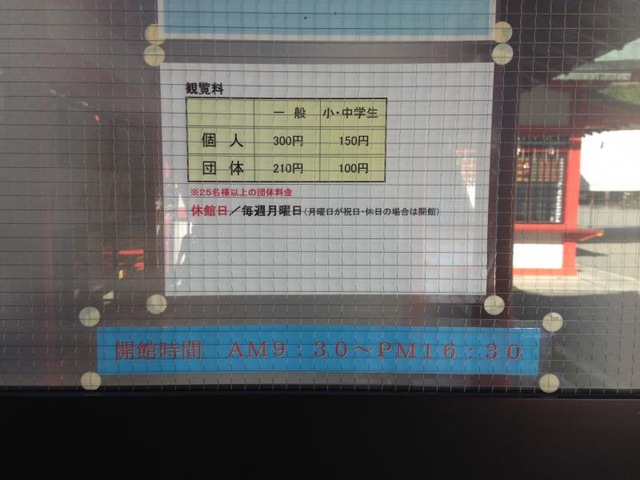 観覧料
一 般 小・中学生
個 人 300円 150円
団 体 210円 100円
※25名様以上の団体料金
休館日／毎週月曜日(月曜日が祝日・休日の場合は開館)
開館時間 AM9：30～PM16：30